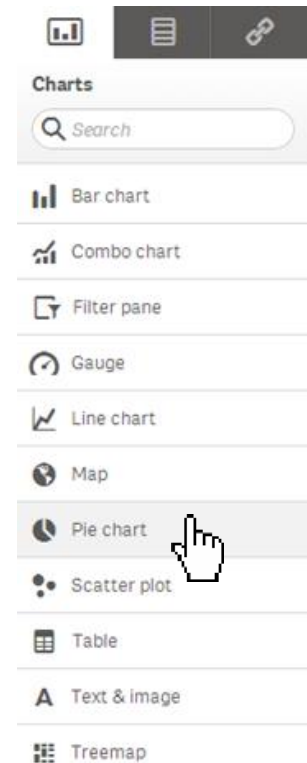 Charts
Search
Bar chart
Combo chart
Filter pane
Gauge
Line chart
Map
Pie chart
Scatter plot
Table
Text & image
Treemap